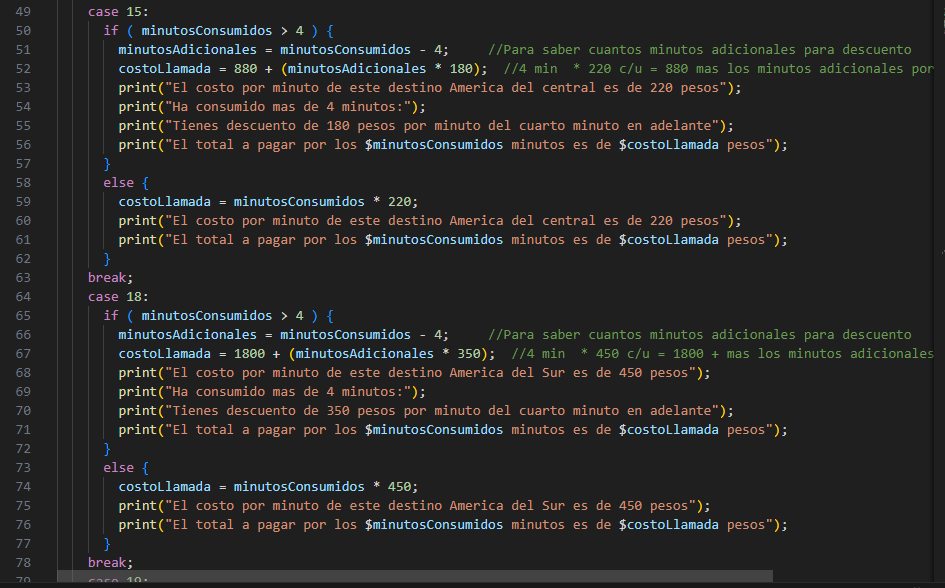 49 case 15:
50 if ( minutosConsumidos > 4 ) {
51 minutosAdicionales = minutosConsumidos - 4; //Para saber cuantos minutos adicionales para descuento
52 costoLlamada = 880 + (minutosAdicionales * 180); //4 min * 220 c/u = 880 mas los minutos adicionales por
53 print("El costo por minuto de este destino America del central es de 220 pesos");
54 print("Ha consumido mas de 4 minutos:");
55 print("Tienes descuento de 180 pesos por minuto del cuarto minuto en adelante");
56 print("El total a pagar por los $minutosConsumidos minutos es de $costoLlamada pesos");
57 }
58 else {
59 costoLlamada = minutosConsumidos * 220;
60 print("El costo por minuto de este destino America del central es de 220 pesos");
61 print("El total a pagar por los $minutosConsumidos minutos es de $costoLlamada pesos");
62 }
63 break;
64 case 18:
65 if ( minutosConsumidos > 4 ) {
66 minutosAdicionales = minutosConsumidos - 4; //Para saber cuantos minutos adicionales para descuento
67 costoLlamada = 1800 + (minutosAdicionales * 350); //4 min * 450 c/u = 1800 + mas los minutos adicionales
68 print("El costo por minuto de este destino America del Sur es de 450 pesos");
69 print("Ha consumido mas de 4 minutos:");
70 print("Tienes descuento de 350 pesos por minuto del cuarto minuto en adelante");
71 print("El total a pagar por los $minutosConsumidos minutos es de $costoLlamada pesos");
72 }
73 else {
74 costoLlamada = minutosConsumidos * 450;
75 print("El costo por minuto de este destino America del Sur es de 450 pesos");
76 print("El total a pagar por los $minutosConsumidos minutos es de $costoLlamada pesos");
77 }
78 break;
79 case 19: